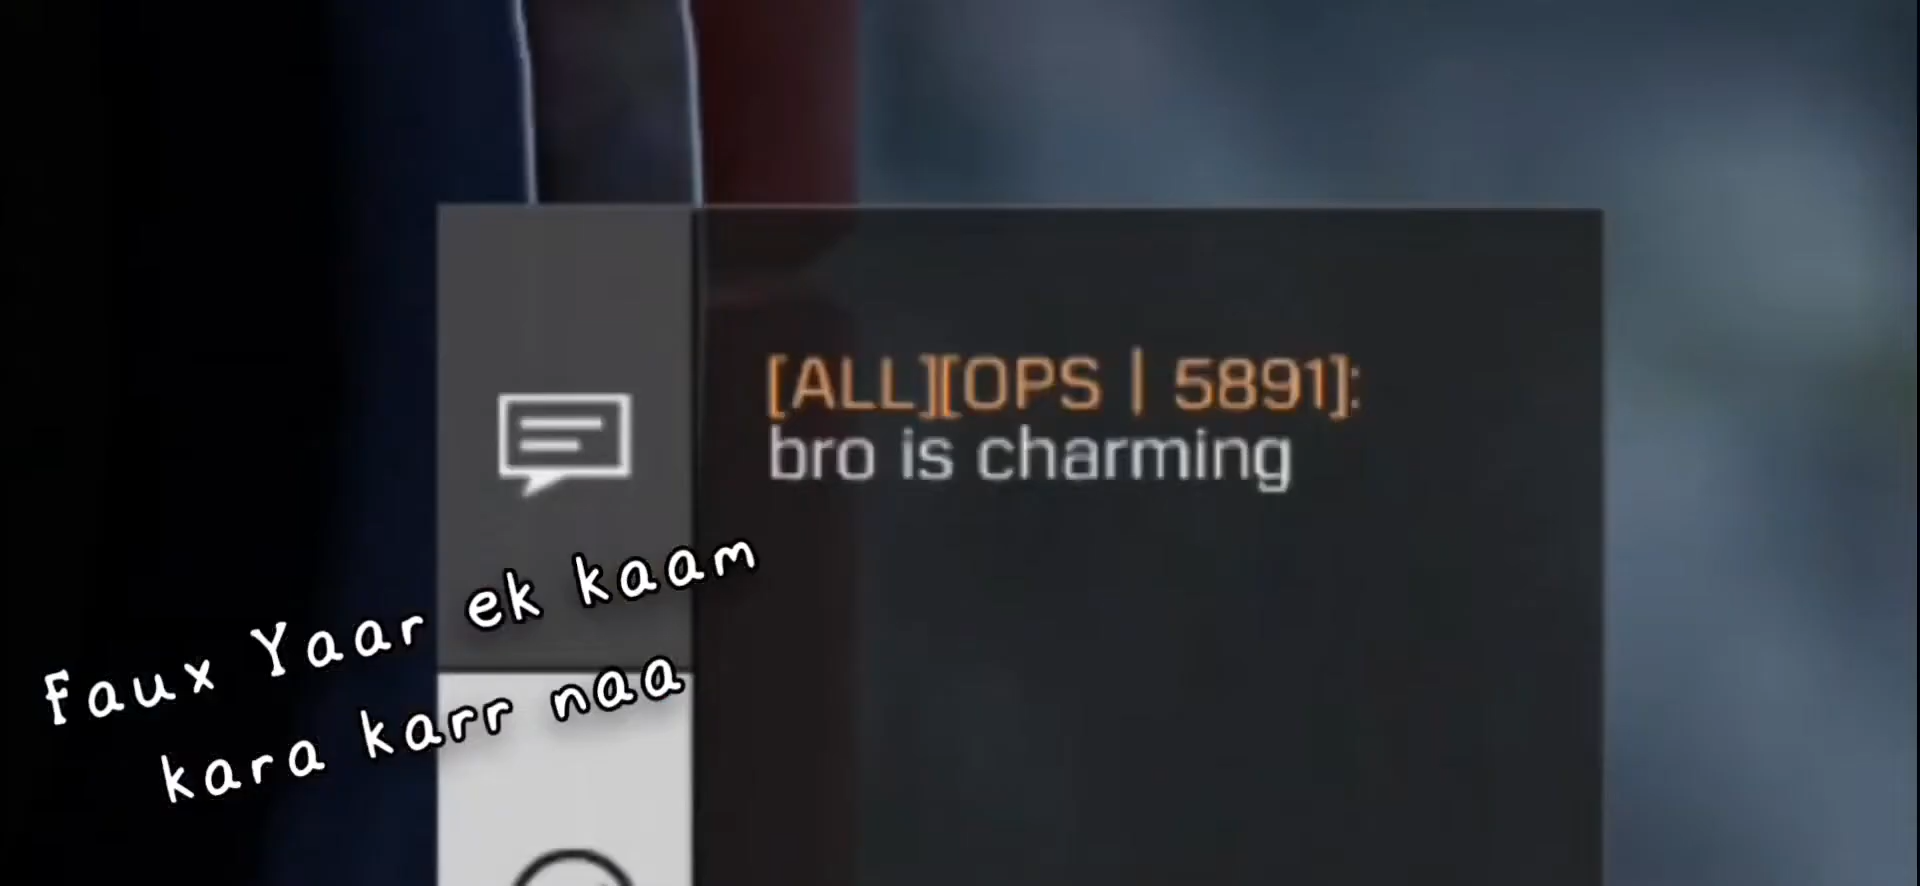 [ALL][OPS | 5891]:
bro is charming
Faux Yaar ek kaam
kara karr naa